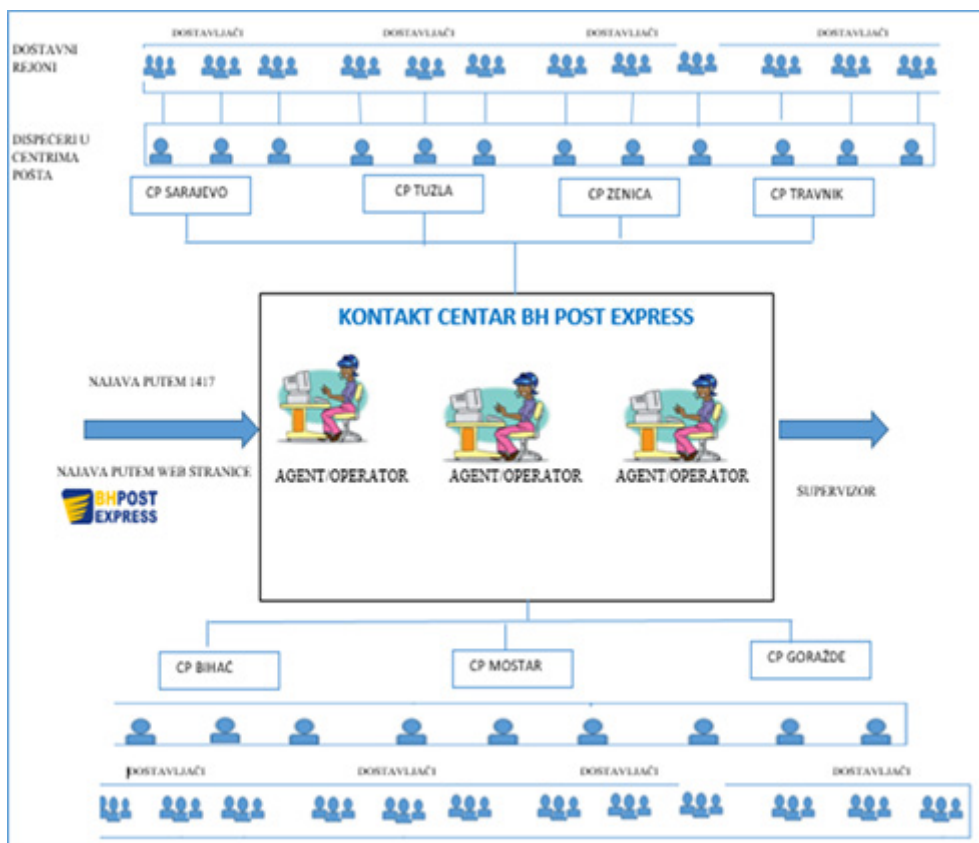 DOSTAVLJAČI DOSTAVLJAČI DOSTAVLJAČI DOSTAVLJAČI
DOSTAVNI
REJONI
DISPEČERI U
CENTRIMA
POŠTA
CP SARAJEVO CP TUZLA CP ZENICA CP TRAVNIK
KONTAKT CENTAR BH POST EXPRESS
NAJAVA PUTEM 1417
NAJAVA PUTEM WEB STRANICE
BHPOST
EXPRESS
AGENT/OPERATOR AGENT/OPERATOR AGENT/OPERATOR
SUPERVIZOR
CP BIHAĆ CP MOSTAR CP GORAŽDE
DOSTAVLJAČI DOSTAVLJAČI DOSTAVLJAČI DOSTAVLJAČI